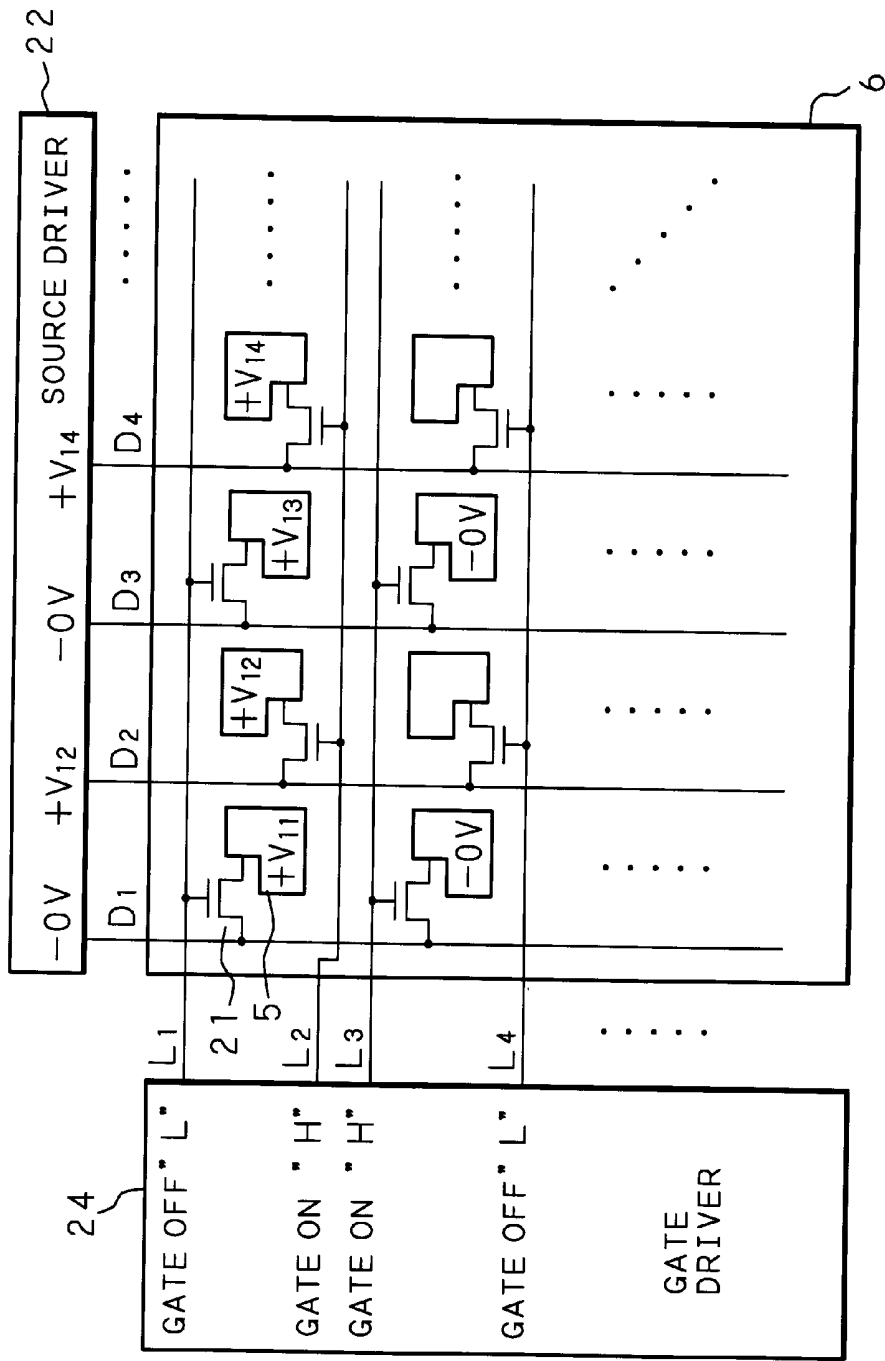 22
-0V +V12 -0V +V14 SOURCE DRIVER
D1 D2 D3 D4
24
GATE OFF "L" L1
21
5
+V11 +V12 +V13 +V14
GATE ON "H" L2
GATE ON "H" L3
-0V -0V
GATE OFF "L" L4
GATE
DRIVER
6